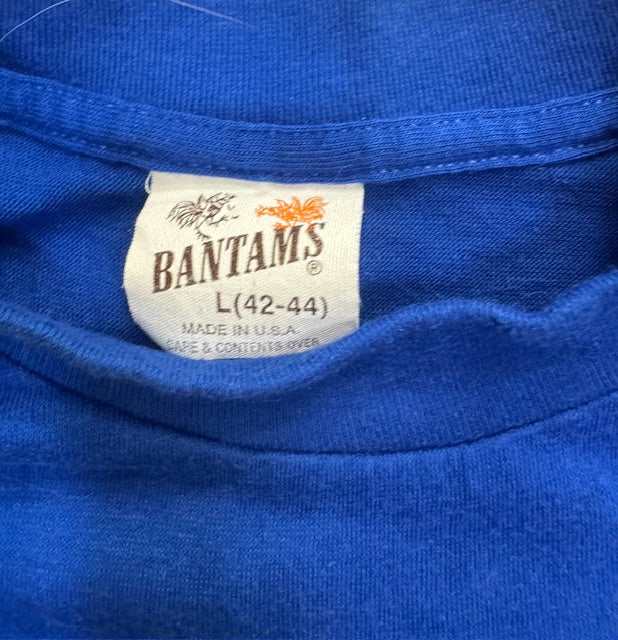 BANTAMS®
L(42-44)
MADE IN U.S.A.
CARE & CONTENTS OVER